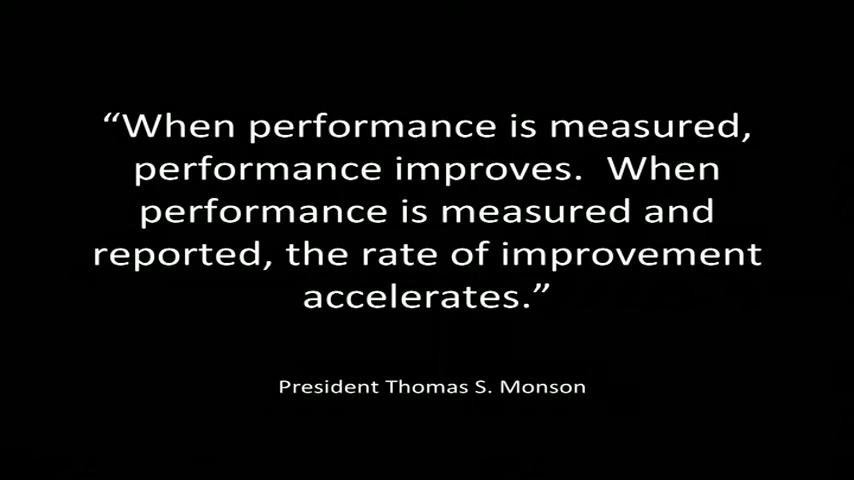 “When performance is measured,
performance improves.  When
performance is measured and
reported, the rate of improvement
accelerates.”
President Thomas S. Monson